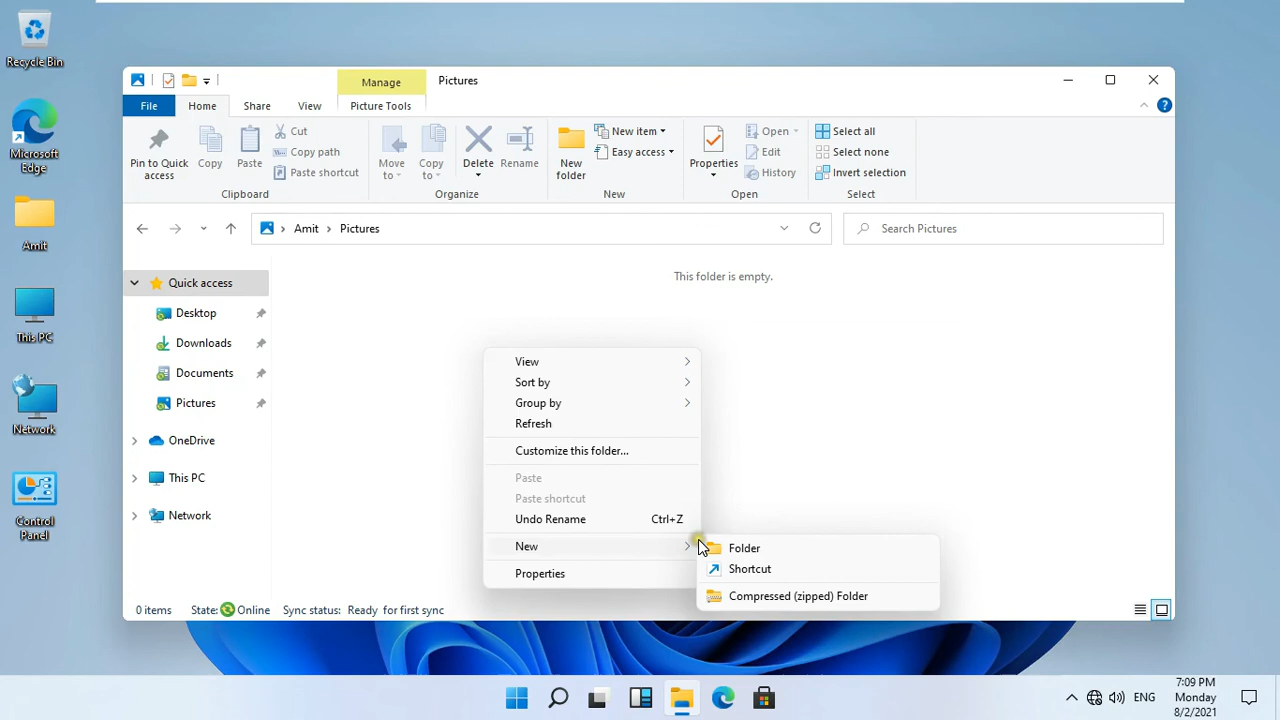 Recycle Bin
Microsoft
Edge
Amit
This PC
Network
Control
Panel
Manage
Pictures
File
Home
Share
View
Picture Tools
Pin to Quick
access
Copy
Paste
Cut
Copy path
Paste shortcut
Clipboard
Move
to
Copy
to
Delete
Rename
Organize
New
folder
New item
Easy access
New
Properties
Open
Edit
History
Open
Select all
Select none
Invert selection
Select
Amit > Pictures
Search Pictures
This folder is empty.
Quick access
Desktop
Downloads
Documents
Pictures
OneDrive
This PC
Network
View
Sort by
Group by
Refresh
Customize this folder...
Paste
Paste shortcut
Undo Rename Ctrl+Z
New
Properties
Folder
Shortcut
Compressed (zipped) Folder
0 items State: Online Sync status: Ready for first sync
ENG
7:09 PM
Monday
8/2/2021